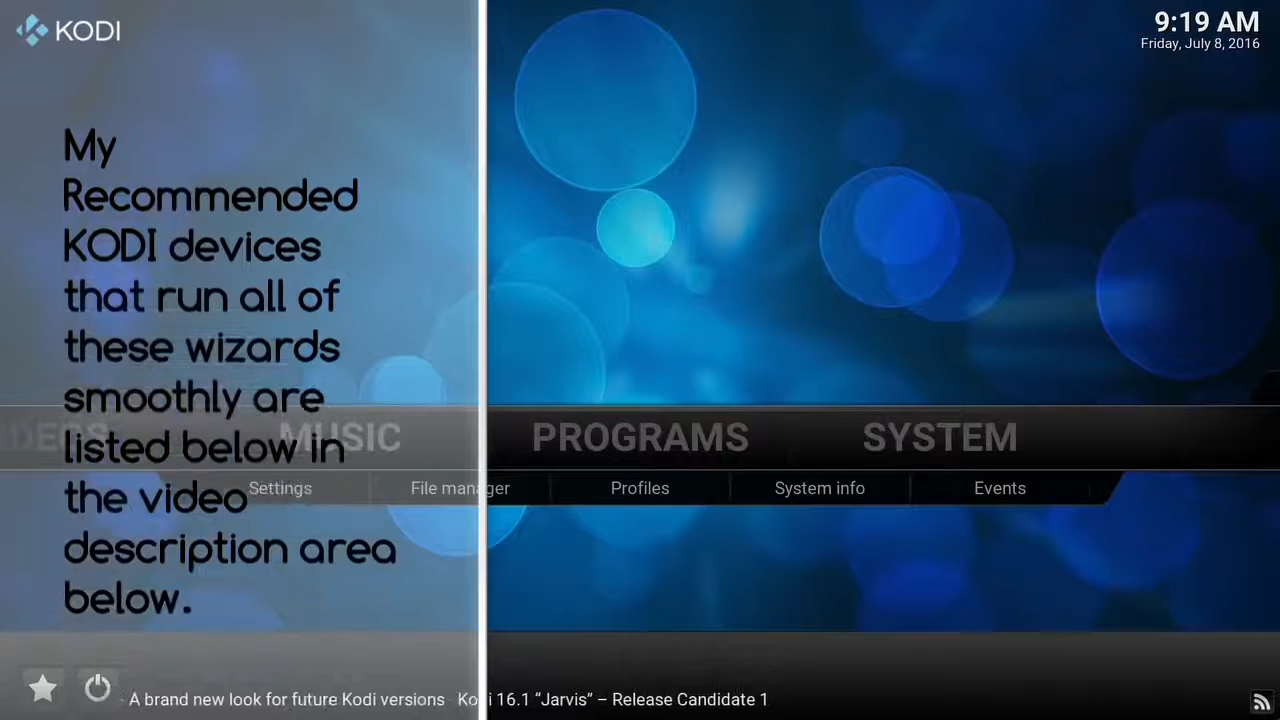 KODI
9:19 AM
Friday, July 8, 2016
My
Recommended
KODI devices
that run all of
these wizards
smoothly are
listed below in
the video
description area
below.
MUSIC
PROGRAMS
SYSTEM
Settings
File manager
Profiles
System info
Events
A brand new look for future Kodi versions Kodi 16.1 “Jarvis” – Release Candidate 1